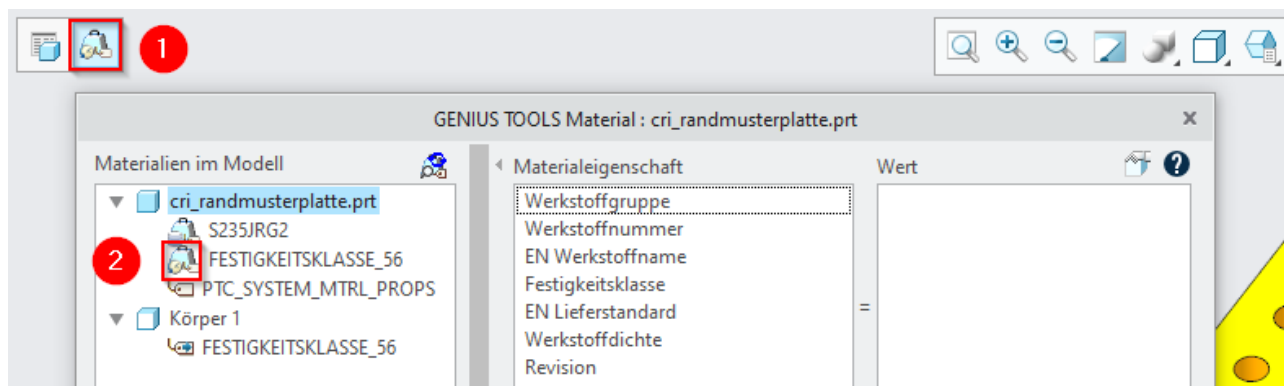 1
GENIUS TOOLS Material : cri_randmusterplatte.prt
Materialien im Modell
Materialeigenschaft
Wert
cri_randmusterplatte.prt
S235JRG2
2
FESTIGKEITSKLASSE_56
PTC_SYSTEM_MTRL_PROPS
Körper 1
FESTIGKEITSKLASSE_56
Werkstoffgruppe
Werkstoffnummer
EN Werkstoffname
Festigkeitsklasse
EN Lieferstandard
Werkstoffdichte
Revision
=